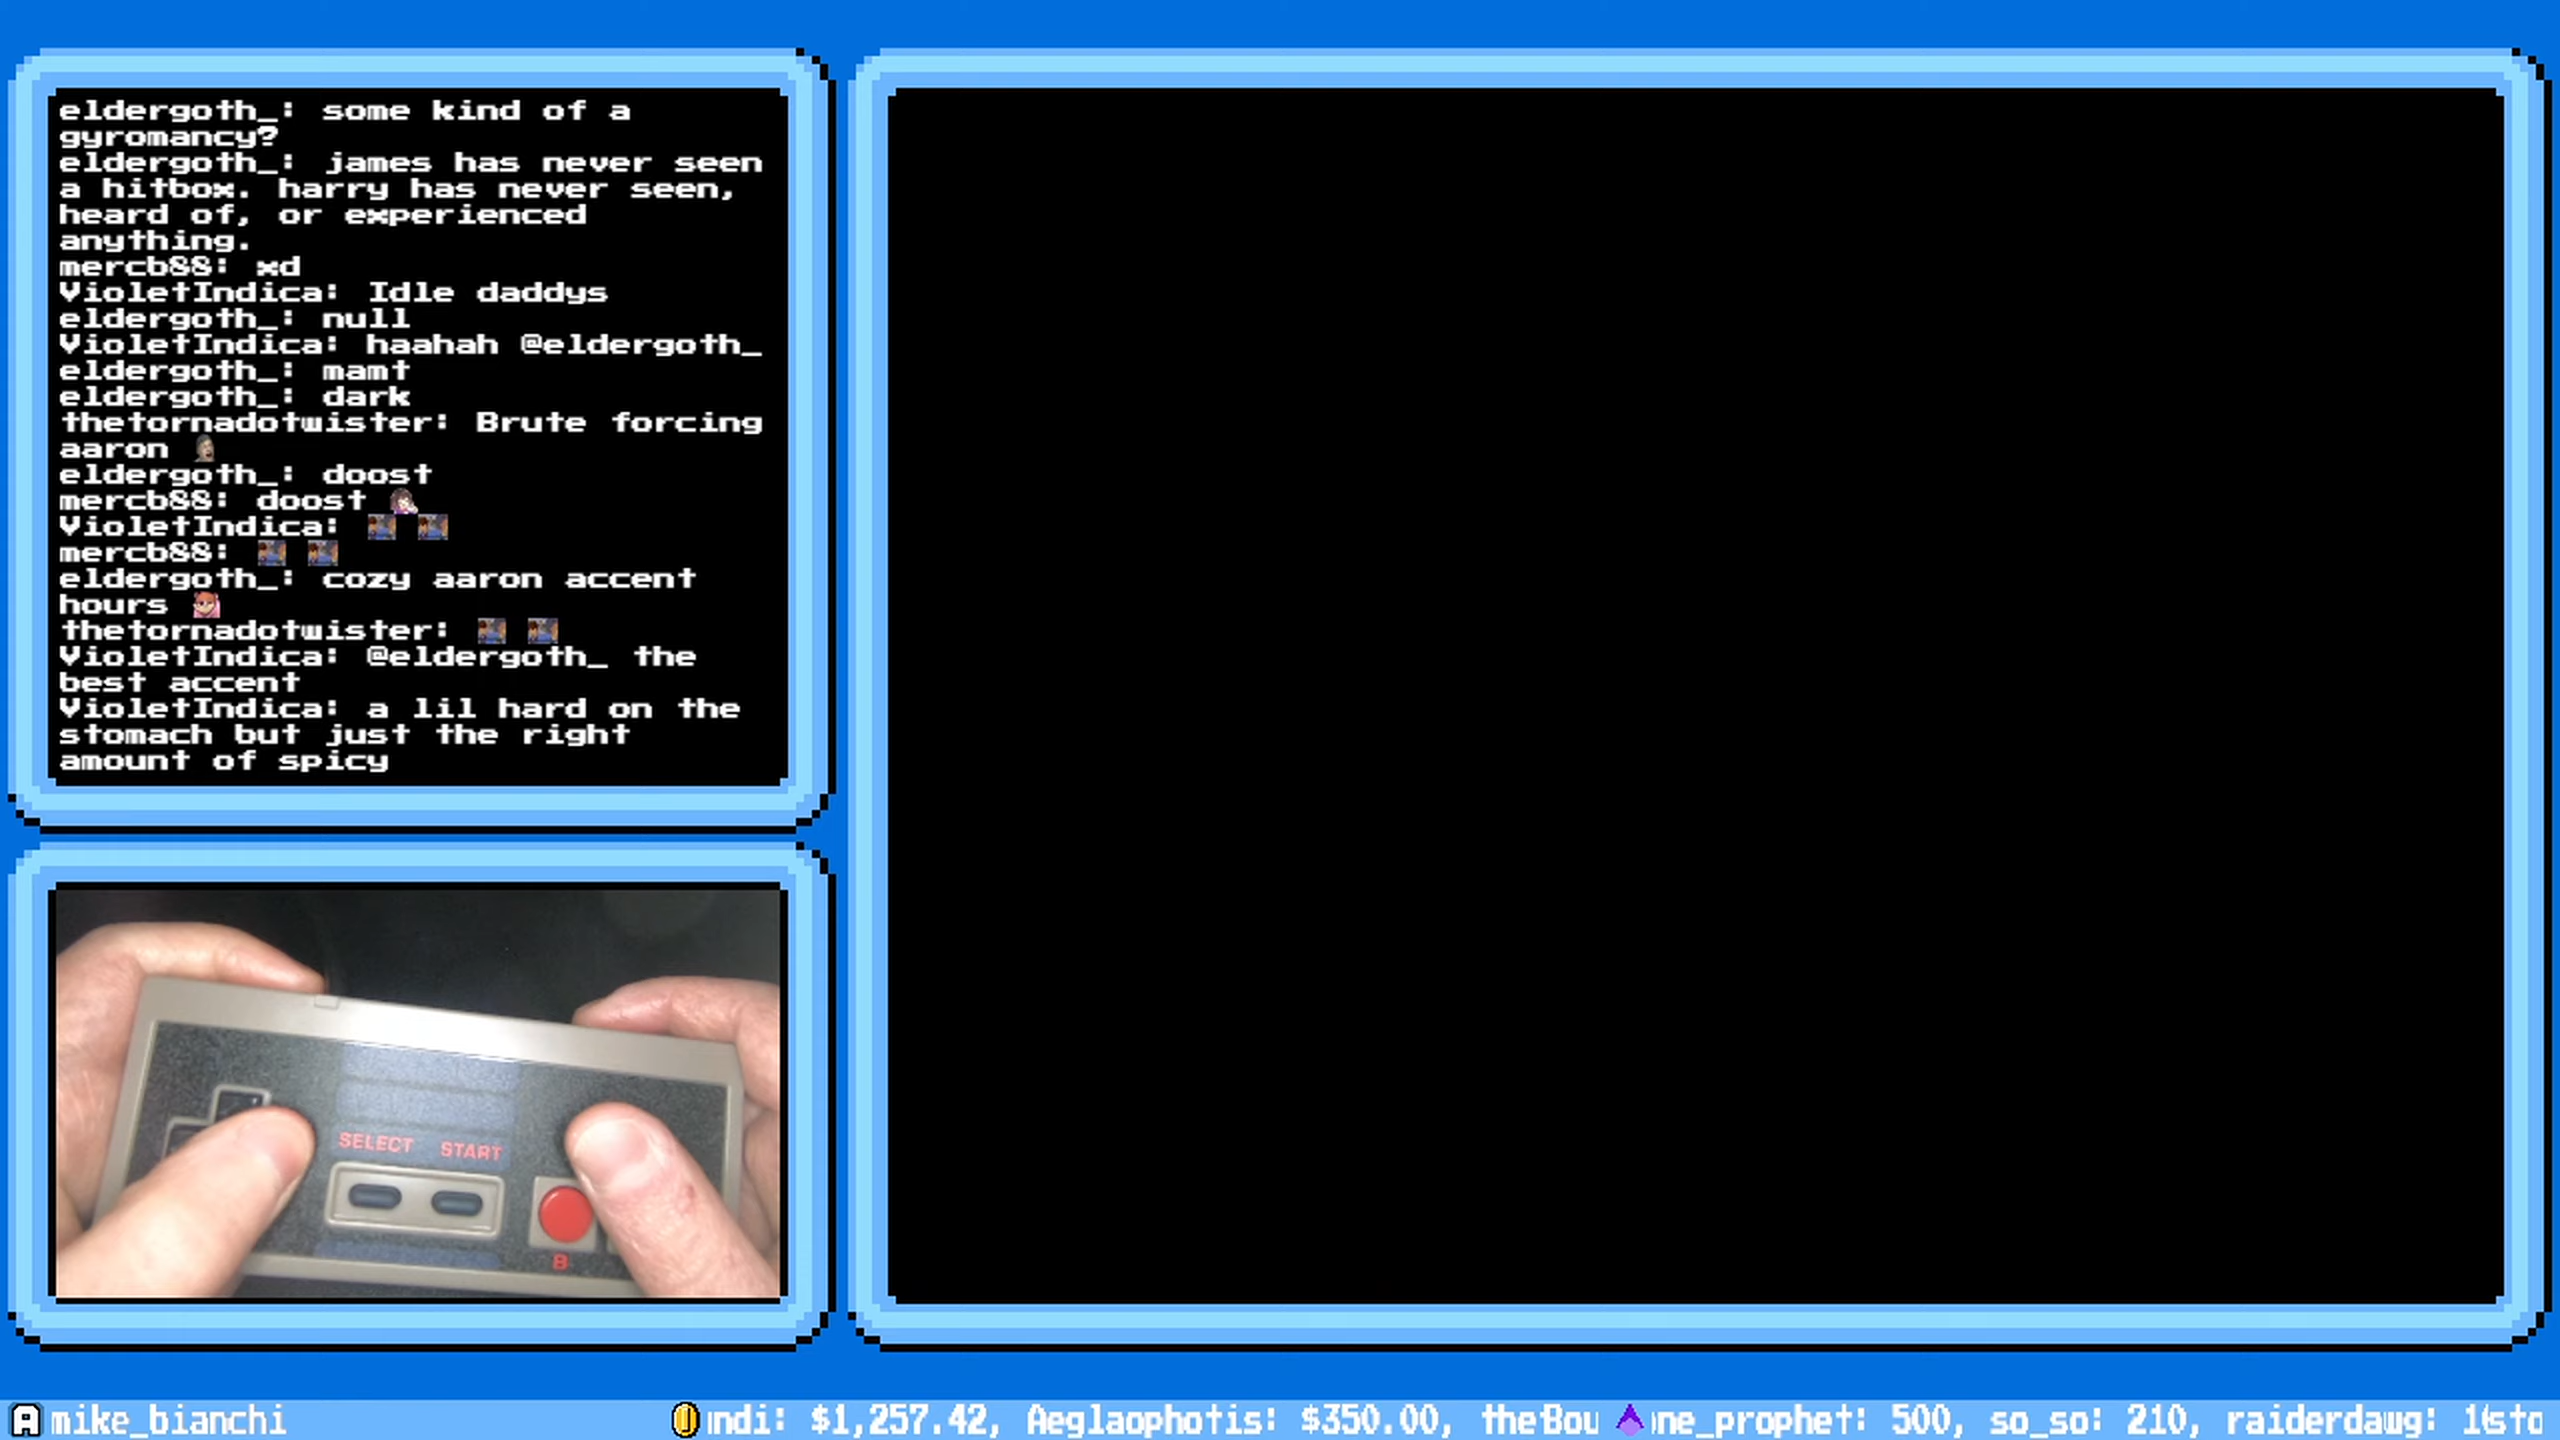 eldergoth_: some kind of a
gyromancy?
eldergoth_: james has never seen
a hitbox. harry has never seen,
heard of, or experienced
anything.
mercb88: xd
VioletIndica: Idle daddys
eldergoth_: null
VioletIndica: haahah @eldergoth_
eldergoth_: mamt
eldergoth_: dark
thetornadotwister: Brute forcing
aaron
eldergoth_: doost
mercb88: doost
VioletIndica:
mercb88:
eldergoth_: cozy aaron accent
hours
thetornadotwister:
VioletIndica: @eldergoth_ the
best accent
VioletIndica: a lil hard on the
stomach but just the right
amount of spicy
SELECT START
B
A mike_bianchi
ndi: $1,257.42, Aeglaophotis: $350.00, theBou
ne_prophet: 500, so_so: 210, raiderdawg: